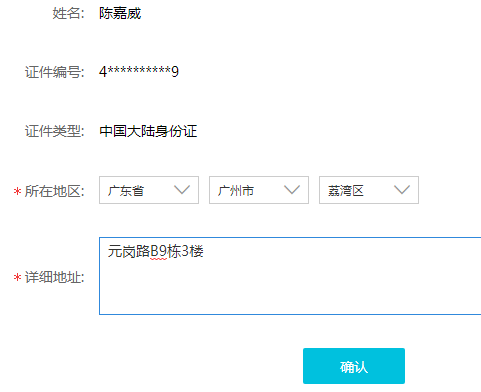 姓名: 陈嘉威
证件编号: 4**********9
证件类型: 中国大陆身份证
*所在地区: 广东省 广州市 荔湾区
*详细地址: 元岗路B9栋3楼
确认